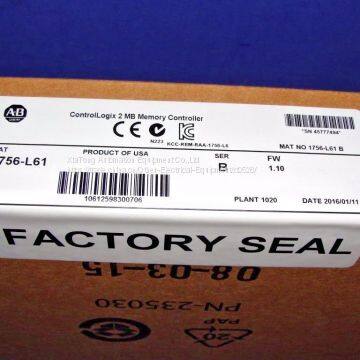 AB
ControlLogix 2 MB Memory Controller
"SN 45777494"
N223
KCC-REM-RAA-1756-L6
MAT NO 1756-L61 B
AT
1756-L61
PRODUCT OF USA
SER
B
FW
1.10
10612598300706
PLANT 1020
DATE 2016/01/11
FACTORY SEAL
08-03-15
PN-235030
20
PAP